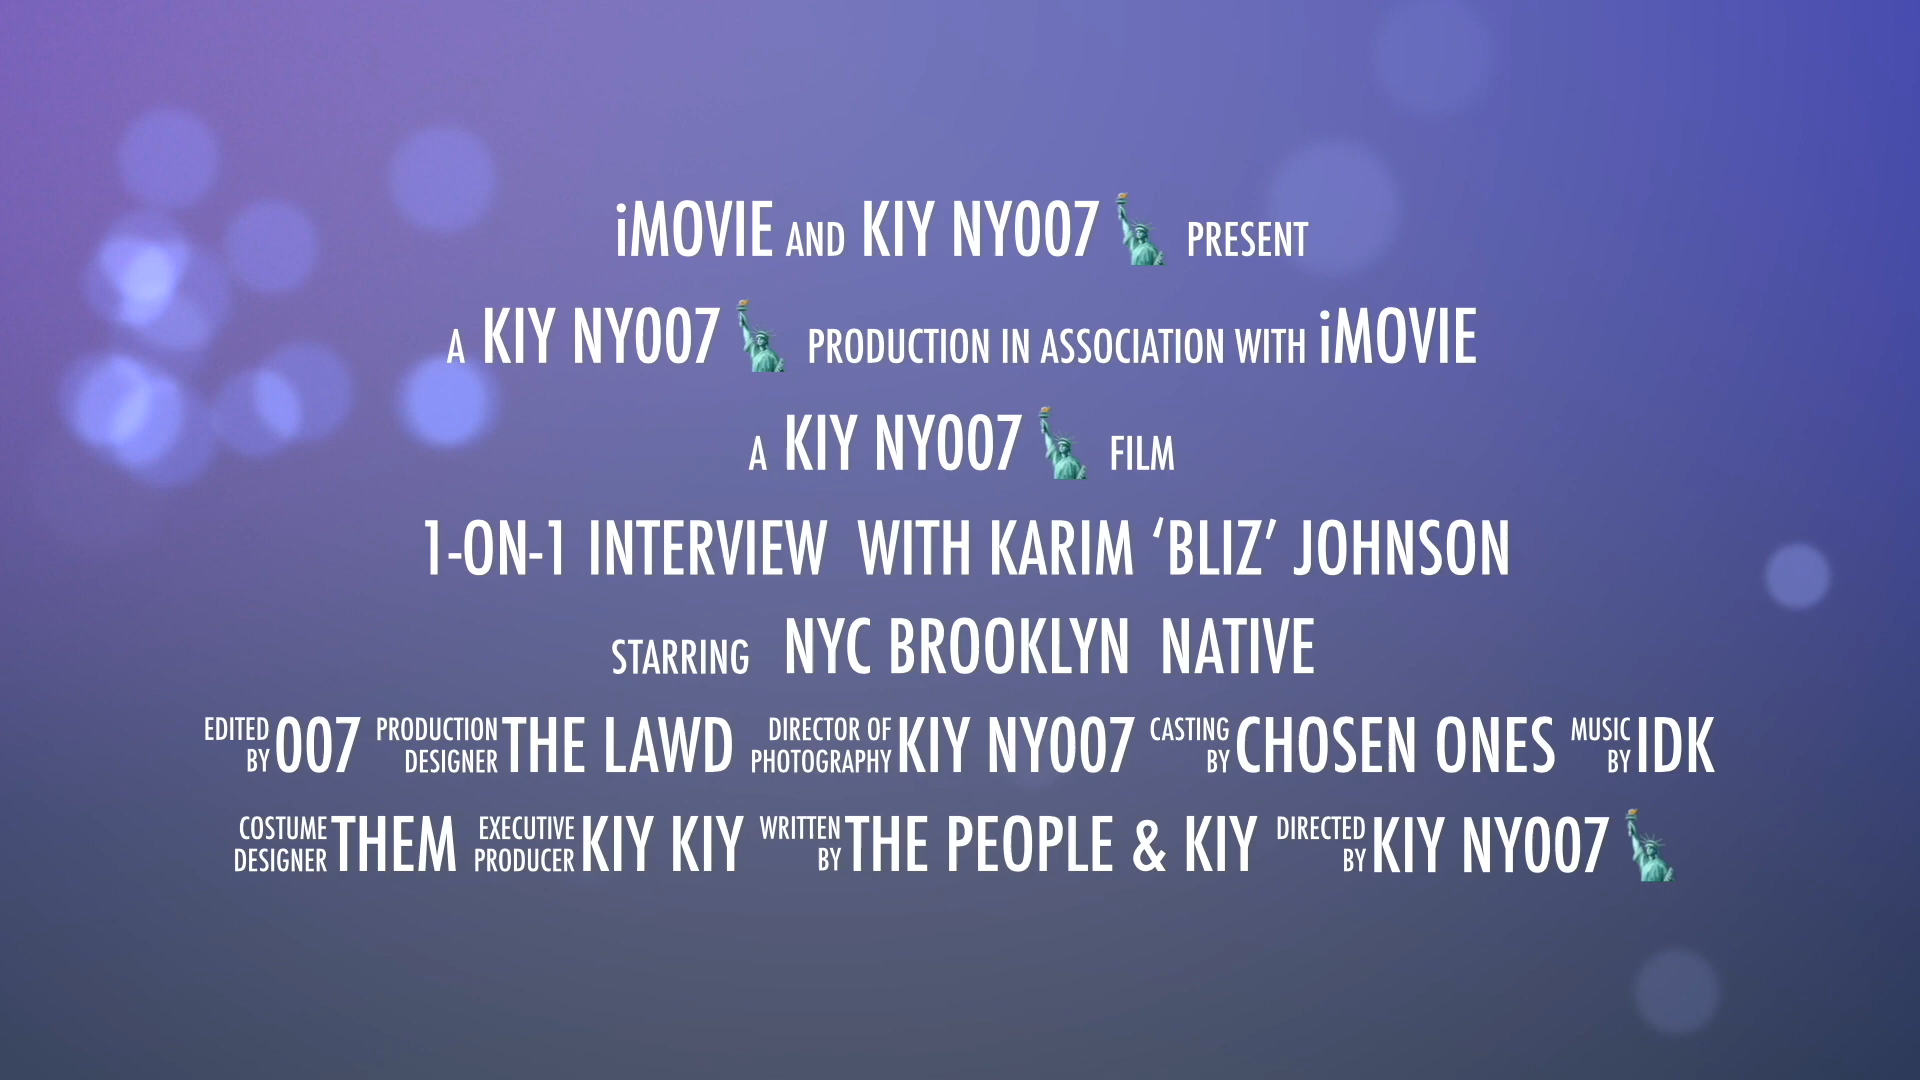 iMOVIE AND KIY NY007🗽 PRESENT
A KIY NY007🗽 PRODUCTION IN ASSOCIATION WITH iMOVIE
A KIY NY007🗽 FILM
1-ON-1 INTERVIEW WITH KARIM ‘BLIZ’ JOHNSON
STARRING NYC BROOKLYN NATIVE
EDITED BY 007 PRODUCTION DESIGNER THE LAWD DIRECTOR OF PHOTOGRAPHY KIY NY007 CASTING BY CHOSEN ONES MUSIC BY IDK
COSTUME DESIGNER THEM EXECUTIVE PRODUCER KIY KIY WRITTEN BY THE PEOPLE & KIY DIRECTED BY KIY NY007🗽